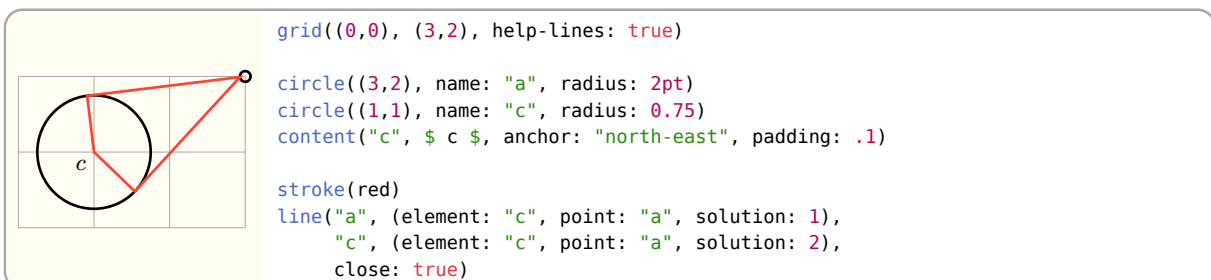 grid((0,0), (3,2), help-lines: true)
circle((3,2), name: "a", radius: 2pt)
circle((1,1), name: "c", radius: 0.75)
content("c", $ c $, anchor: "north-east", padding: .1)
stroke(red)
line("a", (element: "c", point: "a", solution: 1),
"c", (element: "c", point: "a", solution: 2),
close: true)
c